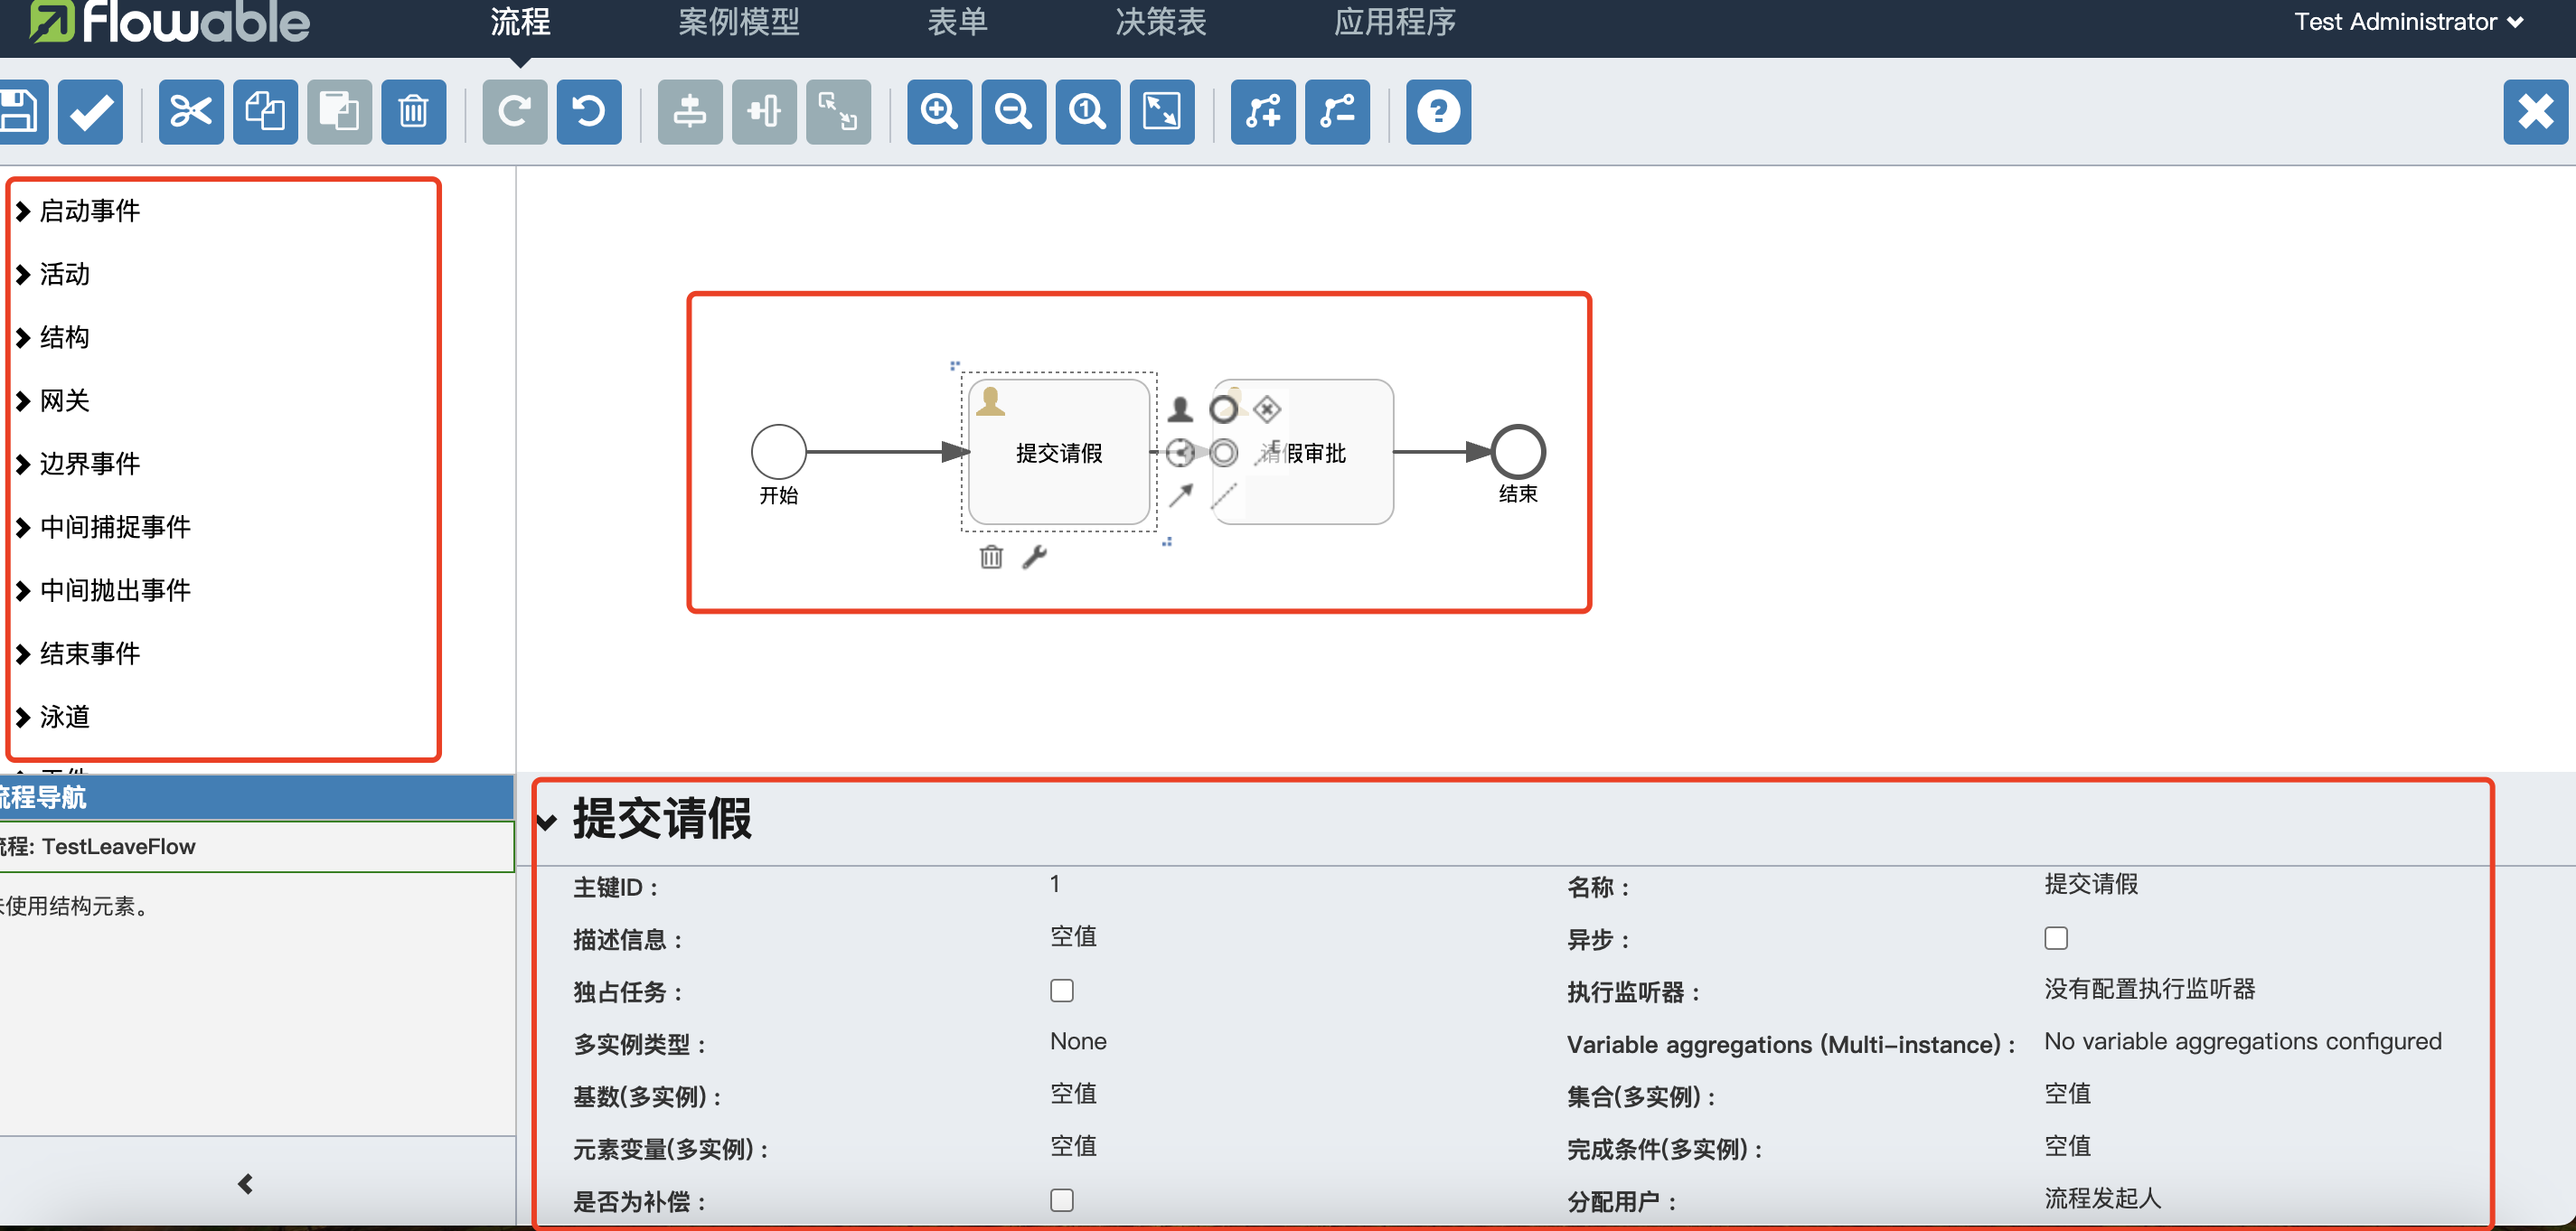 flowable 流程 案例模型 表单 决策表 应用程序 Test Administrator
启动事件
活动
结构
网关
边界事件
中间捕捉事件
中间抛出事件
结束事件
泳道
开始
提交请假
请假审批
结束
流程导航
流程: TestLeaveFlow
未使用结构元素。
提交请假
主键ID : 1 名称 : 提交请假
描述信息 : 空值 异步 :
独占任务 : 执行监听器 : 没有配置执行监听器
多实例类型 : None Variable aggregations (Multi-instance) : No variable aggregations configured
基数(多实例) : 空值 集合(多实例) : 空值
元素变量(多实例) : 空值 完成条件(多实例) : 空值
是否为补偿 : 分配用户 : 流程发起人